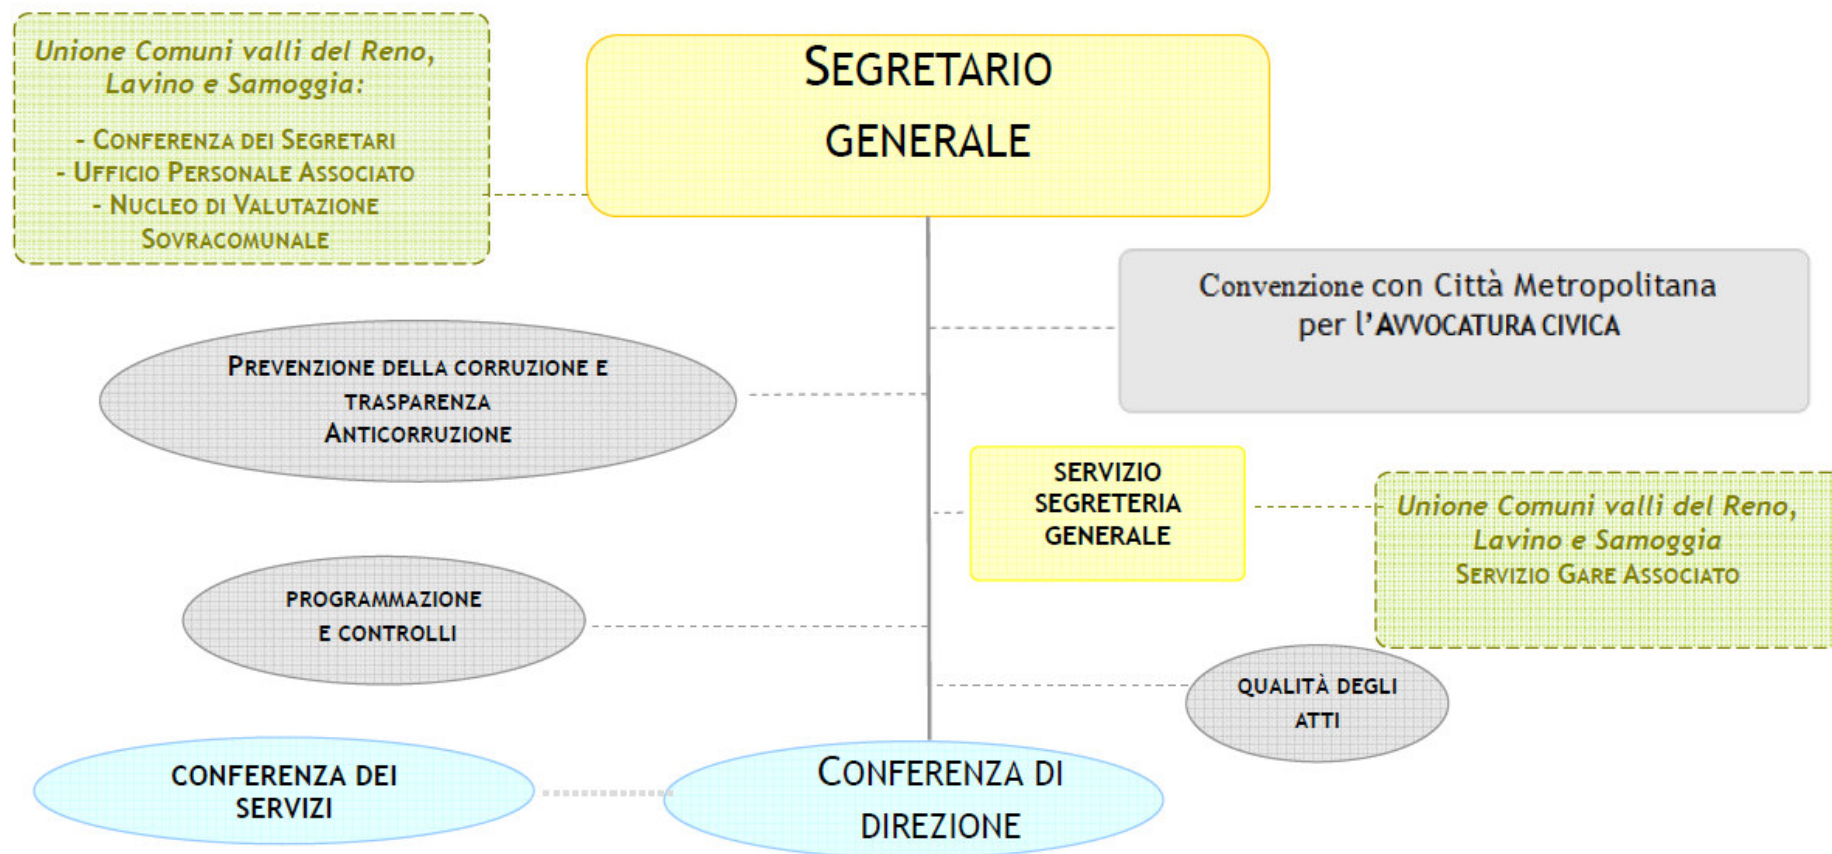 Unione Comuni valli del Reno,
Lavino e Samoggia:
- CONFERENZA DEI SEGRETARI
- UFFICIO PERSONALE ASSOCIATO
- NUCLEO DI VALUTAZIONE
SOVRACOMUNALE
SEGRETARIO
GENERALE
Convenzione con Città Metropolitana
per l'AVVOCATURA CIVICA
PREVENZIONE DELLA CORRUZIONE E
TRASPARENZA
ANTICORRUZIONE
SERVIZIO
SEGRETERIA
GENERALE
Unione Comuni valli del Reno,
Lavino e Samoggia
SERVIZIO GARE ASSOCIATO
PROGRAMMAZIONE
E CONTROLLI
QUALITÀ DEGLI
ATTI
CONFERENZA DEI
SERVIZI
CONFERENZA DI
DIREZIONE